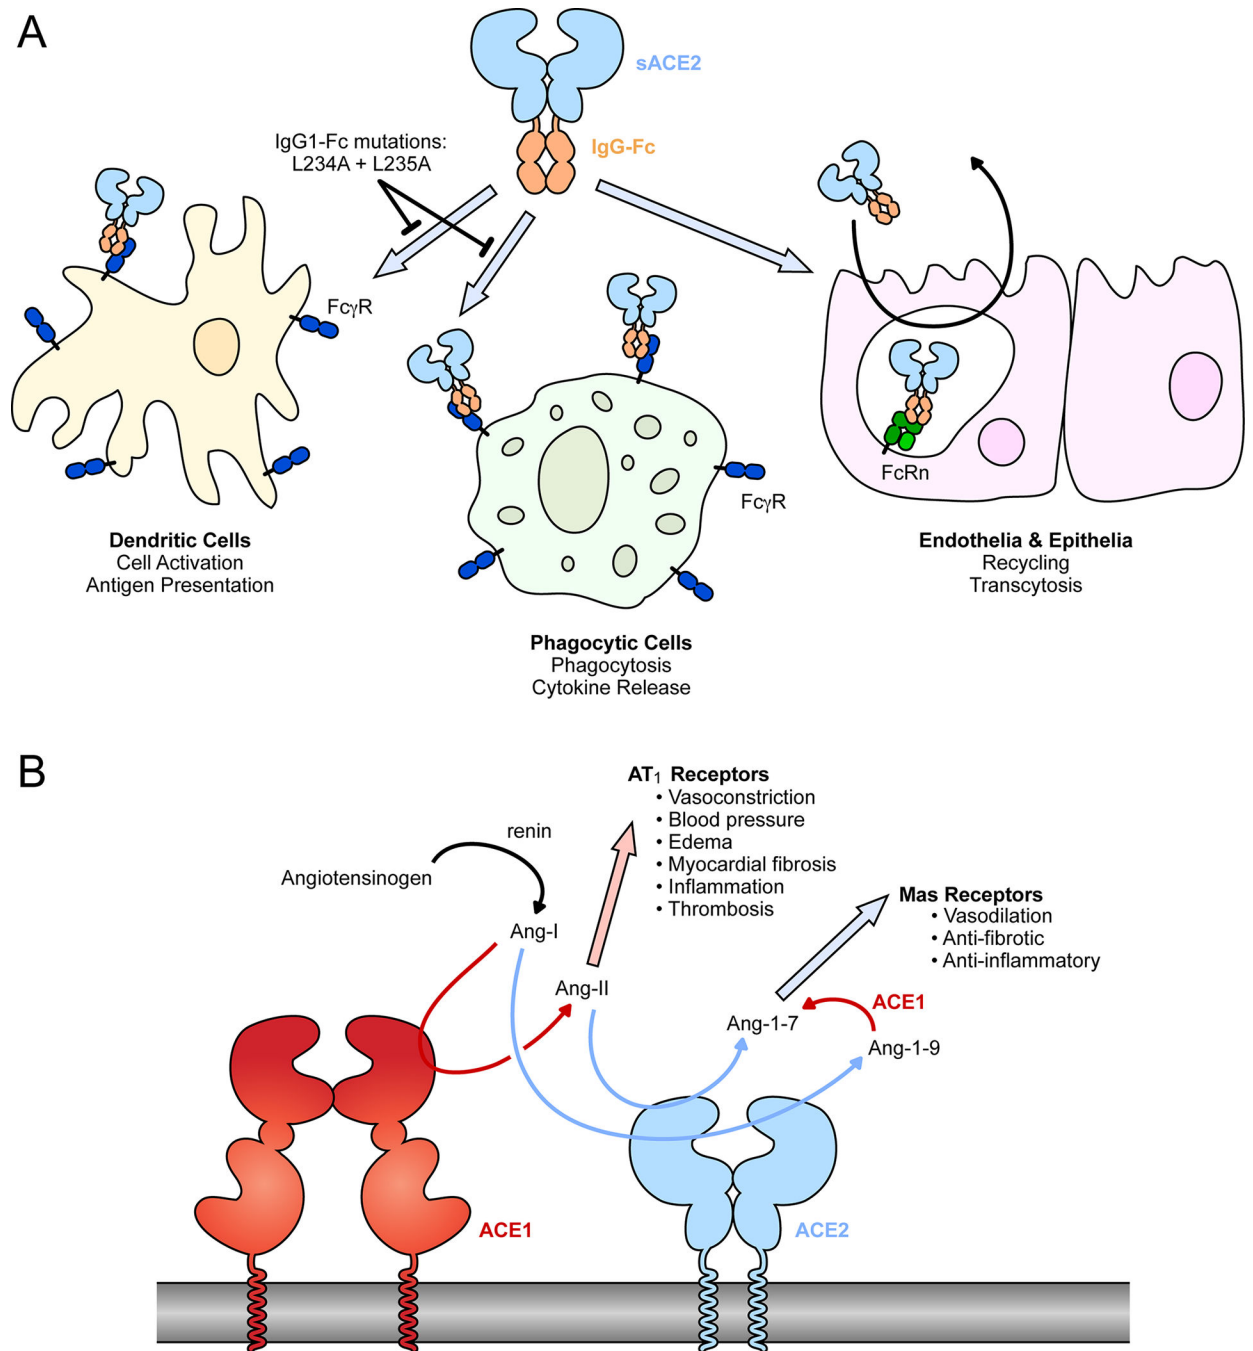 A
sACE2
IgG-Fc
IgG1-Fc mutations:
L234A + L235A
FcγR
FcγR
FcRn
Dendritic Cells
Cell Activation
Antigen Presentation
Phagocytic Cells
Phagocytosis
Cytokine Release
Endothelia & Epithelia
Recycling
Transcytosis
B
AT1 Receptors
• Vasoconstriction
• Blood pressure
• Edema
• Myocardial fibrosis
• Inflammation
• Thrombosis
renin
Angiotensinogen
Ang-I
Ang-II
Mas Receptors
• Vasodilation
• Anti-fibrotic
• Anti-inflammatory
ACE1
Ang-1-7
Ang-1-9
ACE1
ACE2